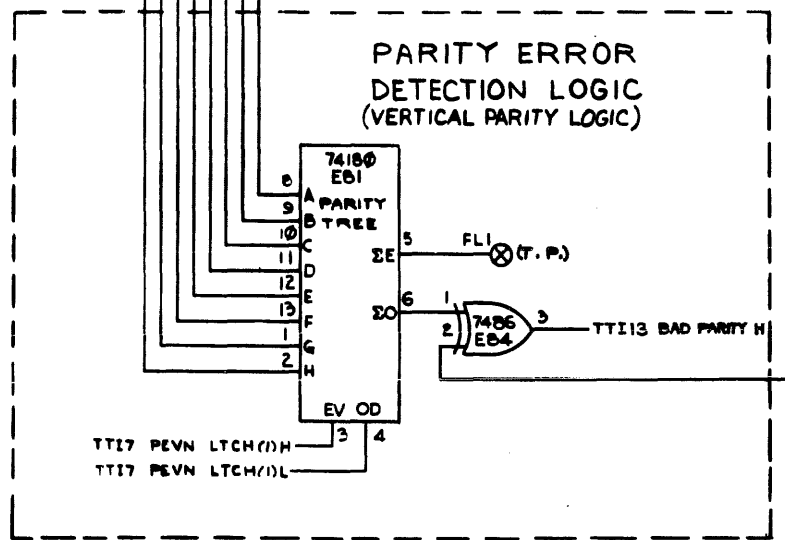 PARITY ERROR
DETECTION LOGIC
(VERTICAL PARITY LOGIC)
74180
E81
PARITY
TREE
8 A
9 B
10 C
11 D
12 E
13 F
1 G
2 H
ΣE 5 FL1 (T.P.)
ΣO 6 1
2
7486
E84
3 TTI13 BAD PARITY H
EV OD
3 4
TTI7 PEVN LTCH(1)H
TTI7 PEVN LTCH(1)L